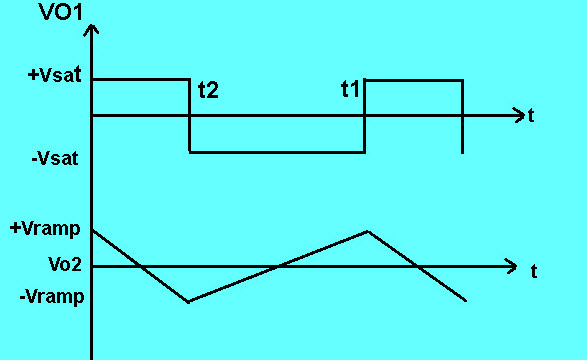 VO1
+Vsat
t2
t1
t
-Vsat
+Vramp
Vo2
t
-Vramp